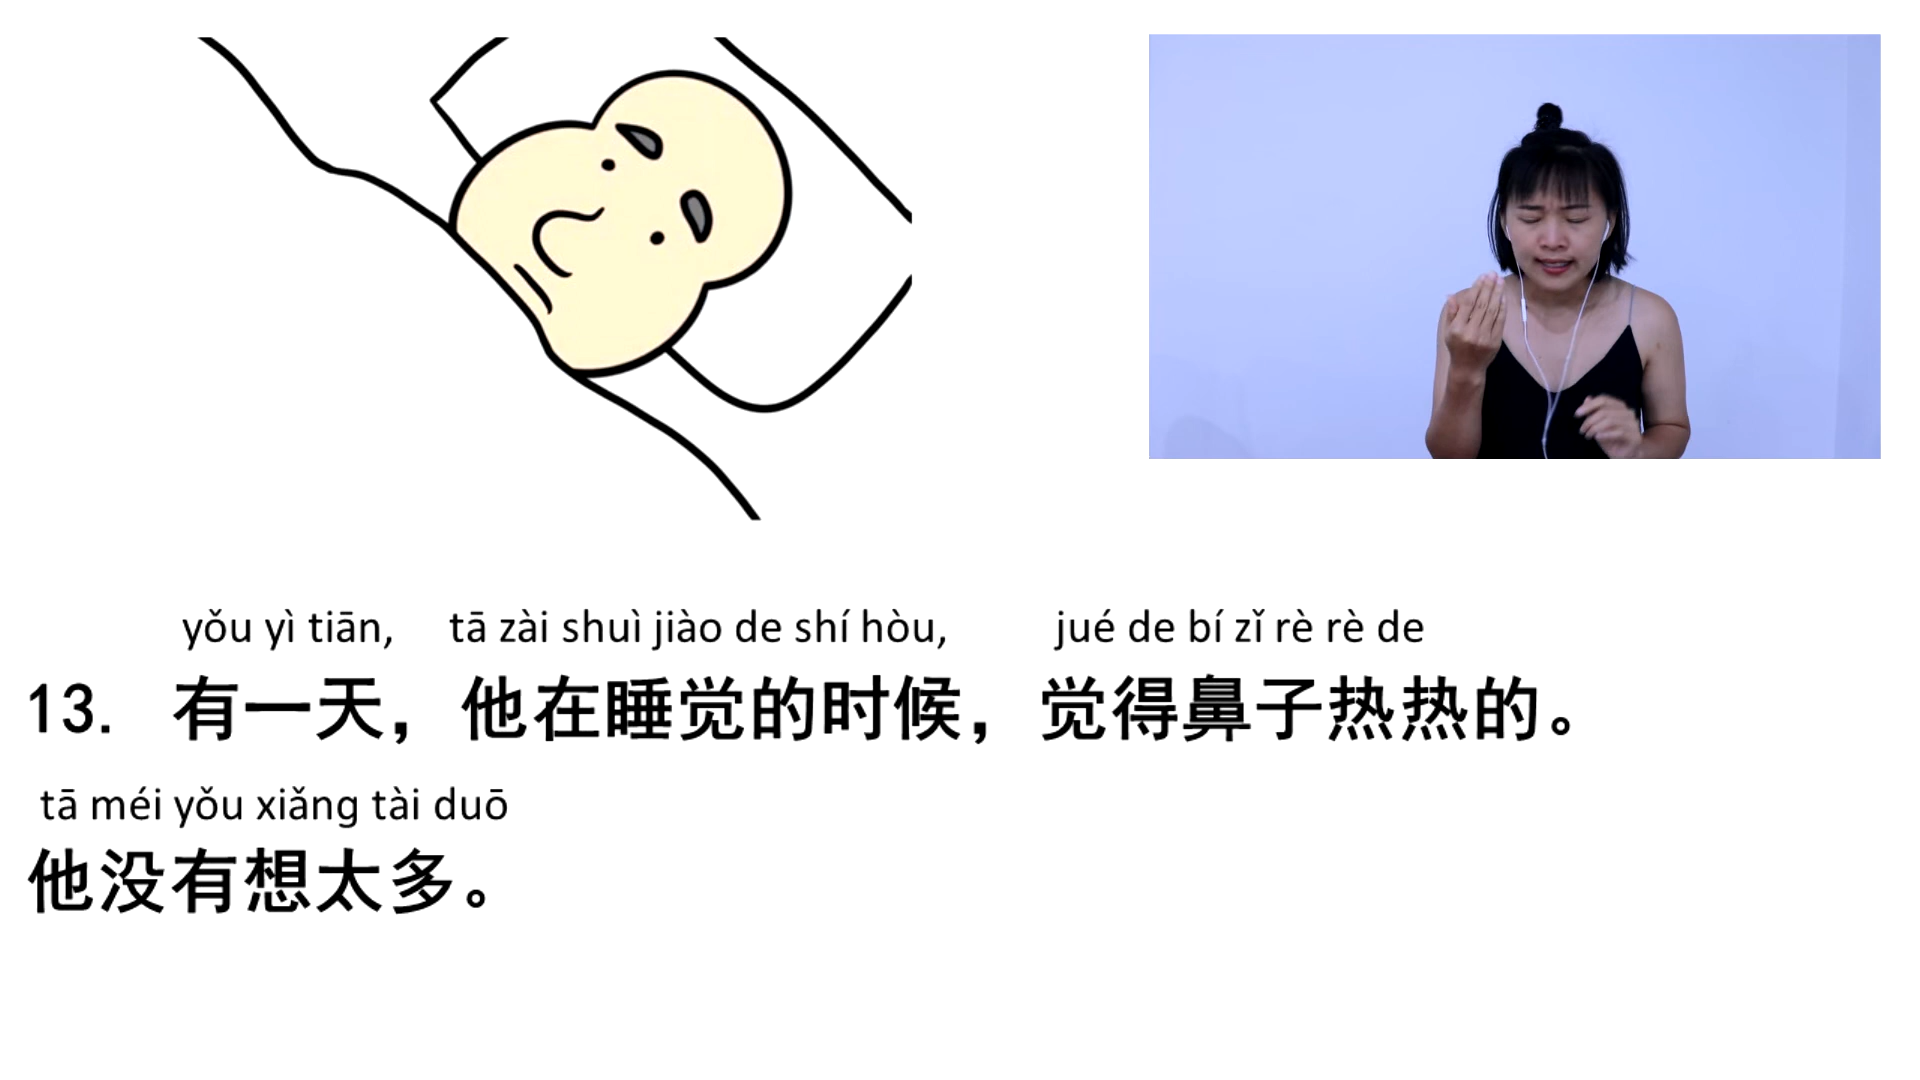 yǒu yì tiān, tā zài shuì jiào de shí hòu, jué de bí zǐ rè rè de
13. 有一天，他在睡觉的时候，觉得鼻子热热的。
tā méi yǒu xiǎng tài duō
他没有想太多。